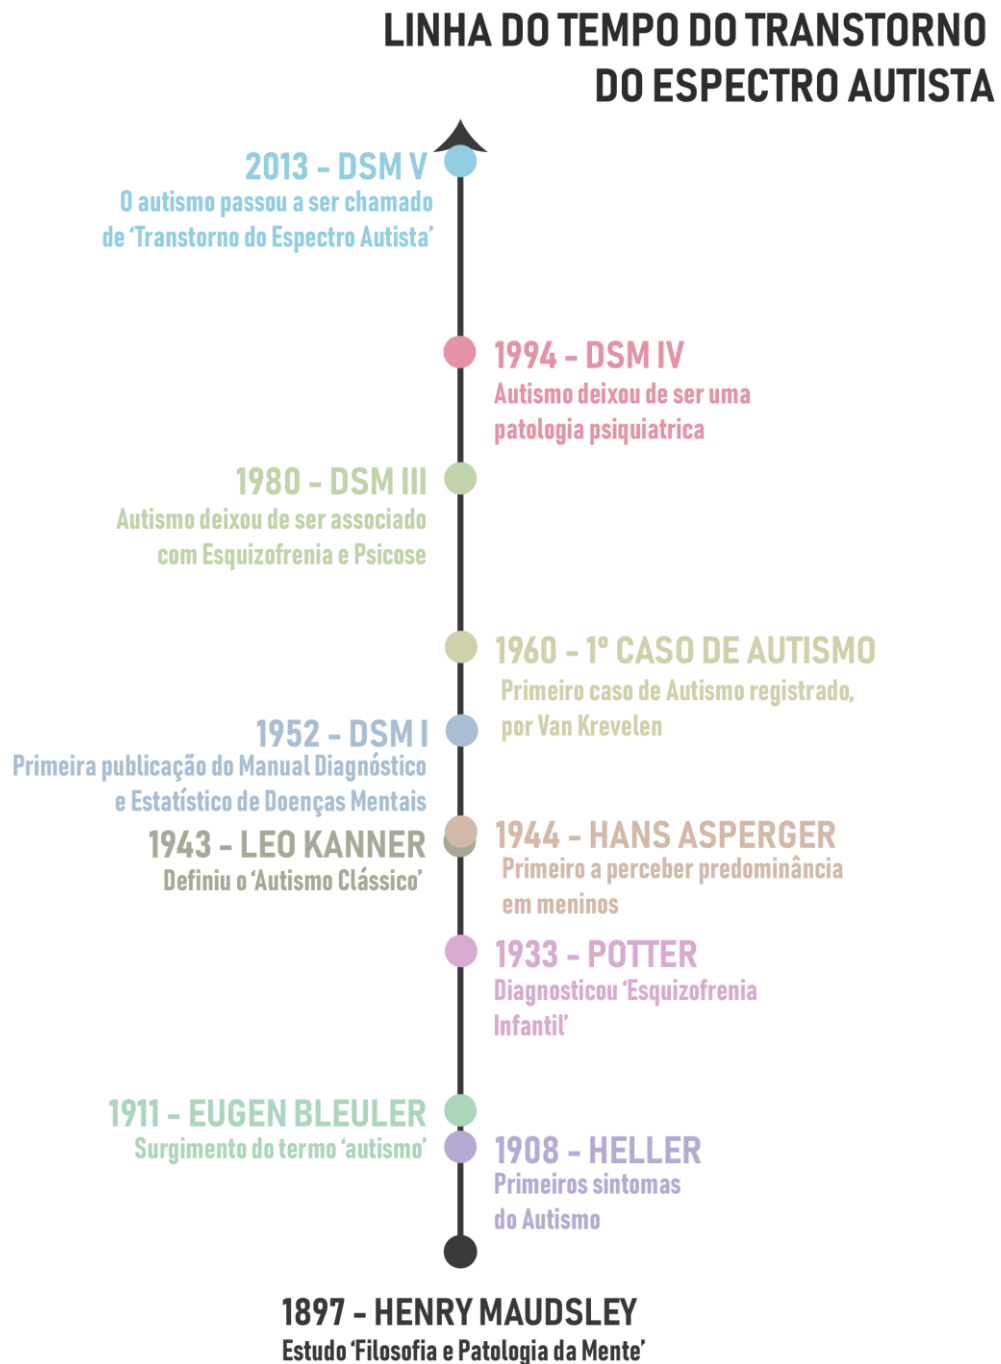 LINHA DO TEMPO DO TRANSTORNO
DO ESPECTRO AUTISTA
2013 - DSM V
O autismo passou a ser chamado
de ‘Transtorno do Espectro Autista’
1994 - DSM IV
Autismo deixou de ser uma
patologia psiquiatrica
1980 - DSM III
Autismo deixou de ser associado
com Esquizofrenia e Psicose
1960 - 1º CASO DE AUTISMO
Primeiro caso de Autismo registrado,
por Van Krevelen
1952 - DSM I
Primeira publicação do Manual Diagnóstico
e Estatístico de Doenças Mentais
1943 - LEO KANNER
Definiu o ‘Autismo Clássico’
1944 - HANS ASPERGER
Primeiro a perceber predominância
em meninos
1933 - POTTER
Diagnosticou ‘Esquizofrenia
Infantil’
1911 - EUGEN BLEULER
Surgimento do termo ‘autismo’
1908 - HELLER
Primeiros sintomas
do Autismo
1897 - HENRY MAUDSLEY
Estudo ‘Filosofia e Patologia da Mente’